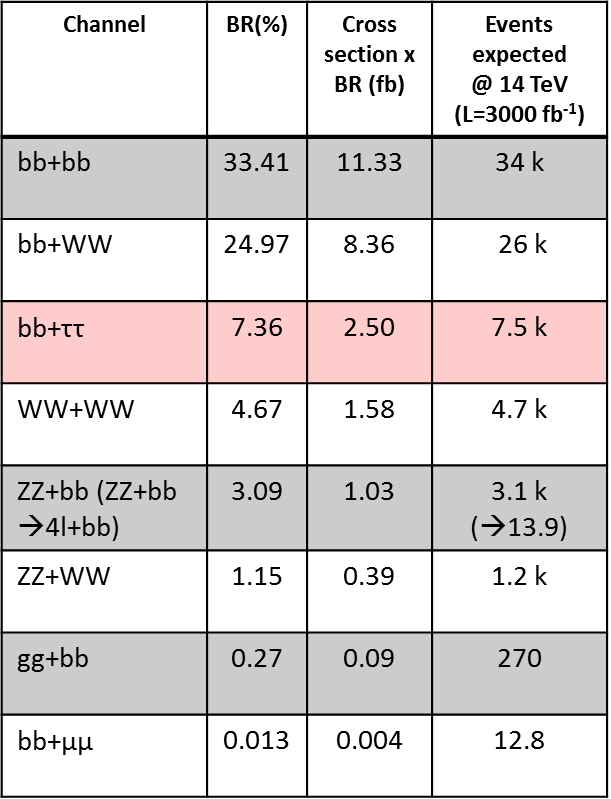 Channel BR(%) Cross section x BR (fb) Events expected @ 14 TeV (L=3000 fb-1)
bb+bb 33.41 11.33 34 k
bb+WW 24.97 8.36 26 k
bb+ττ 7.36 2.50 7.5 k
WW+WW 4.67 1.58 4.7 k
ZZ+bb (ZZ+bb →4l+bb) 3.09 1.03 3.1 k (→13.9)
ZZ+WW 1.15 0.39 1.2 k
gg+bb 0.27 0.09 270
bb+μμ 0.013 0.004 12.8